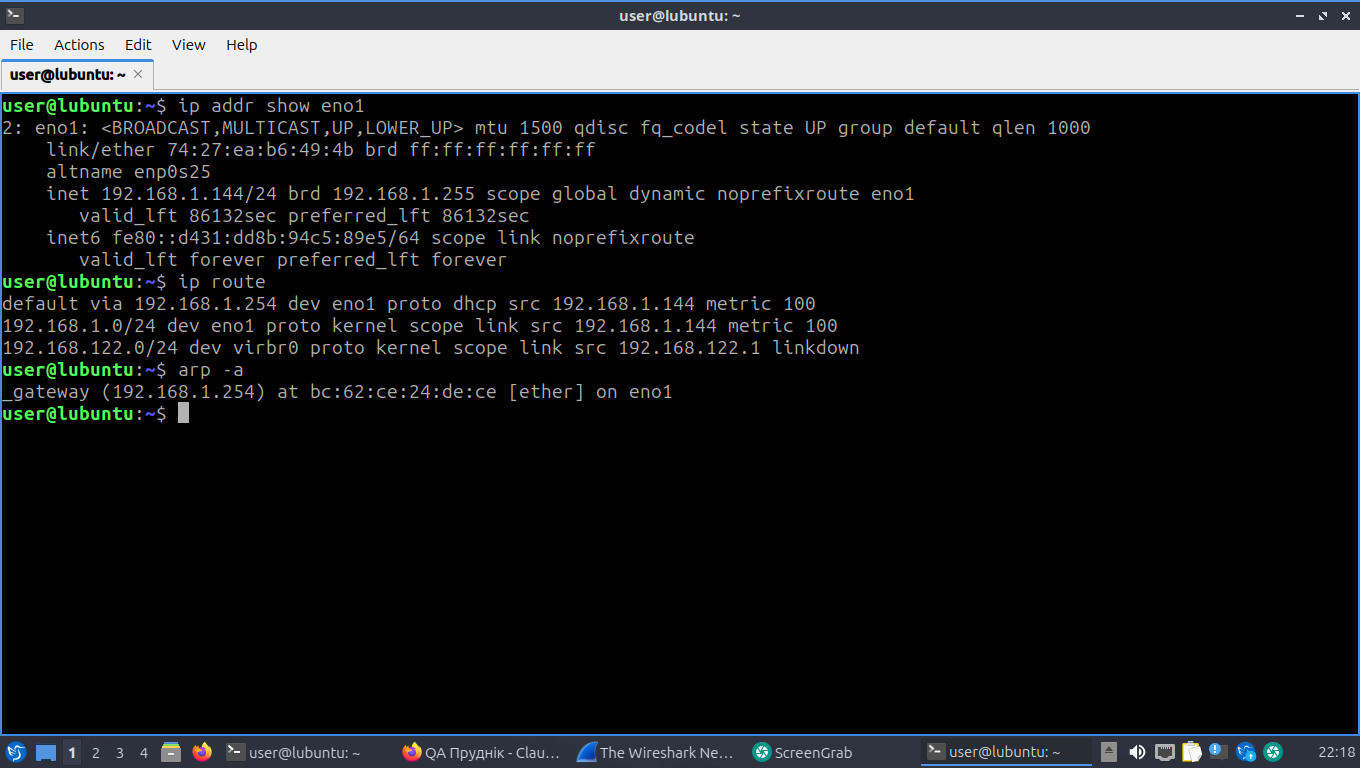 user@lubuntu: ~
File Actions Edit View Help
user@lubuntu: ~
user@lubuntu:~$ ip addr show eno1
2: eno1: <BROADCAST,MULTICAST,UP,LOWER_UP> mtu 1500 qdisc fq_codel state UP group default qlen 1000
    link/ether 74:27:ea:b6:49:4b brd ff:ff:ff:ff:ff:ff
    altname enp0s25
    inet 192.168.1.144/24 brd 192.168.1.255 scope global dynamic noprefixroute eno1
       valid_lft 86132sec preferred_lft 86132sec
    inet6 fe80::d431:dd8b:94c5:89e5/64 scope link noprefixroute
       valid_lft forever preferred_lft forever
user@lubuntu:~$ ip route
default via 192.168.1.254 dev eno1 proto dhcp src 192.168.1.144 metric 100
192.168.1.0/24 dev eno1 proto kernel scope link src 192.168.1.144 metric 100
192.168.122.0/24 dev virbr0 proto kernel scope link src 192.168.122.1 linkdown
user@lubuntu:~$ arp -a
_gateway (192.168.1.254) at bc:62:ce:24:de:ce [ether] on eno1
user@lubuntu:~$
1 2 3 4 user@lubuntu: ~ QA Пруднік - Clau... The Wireshark Ne... ScreenGrab user@lubuntu: ~ 22:18